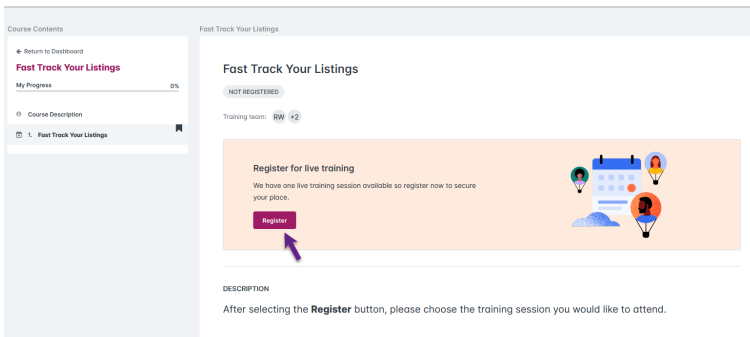 Course Contents
Fast Track Your Listings
← Return to Dashboard
Fast Track Your Listings
My Progress 0%
Course Description
1. Fast Track Your Listings
Fast Track Your Listings
NOT REGISTERED
Training team: RW +2
Register for live training
We have one live training session available so register now to secure
your place.
Register
DESCRIPTION
After selecting the Register button, please choose the training session you would like to attend.